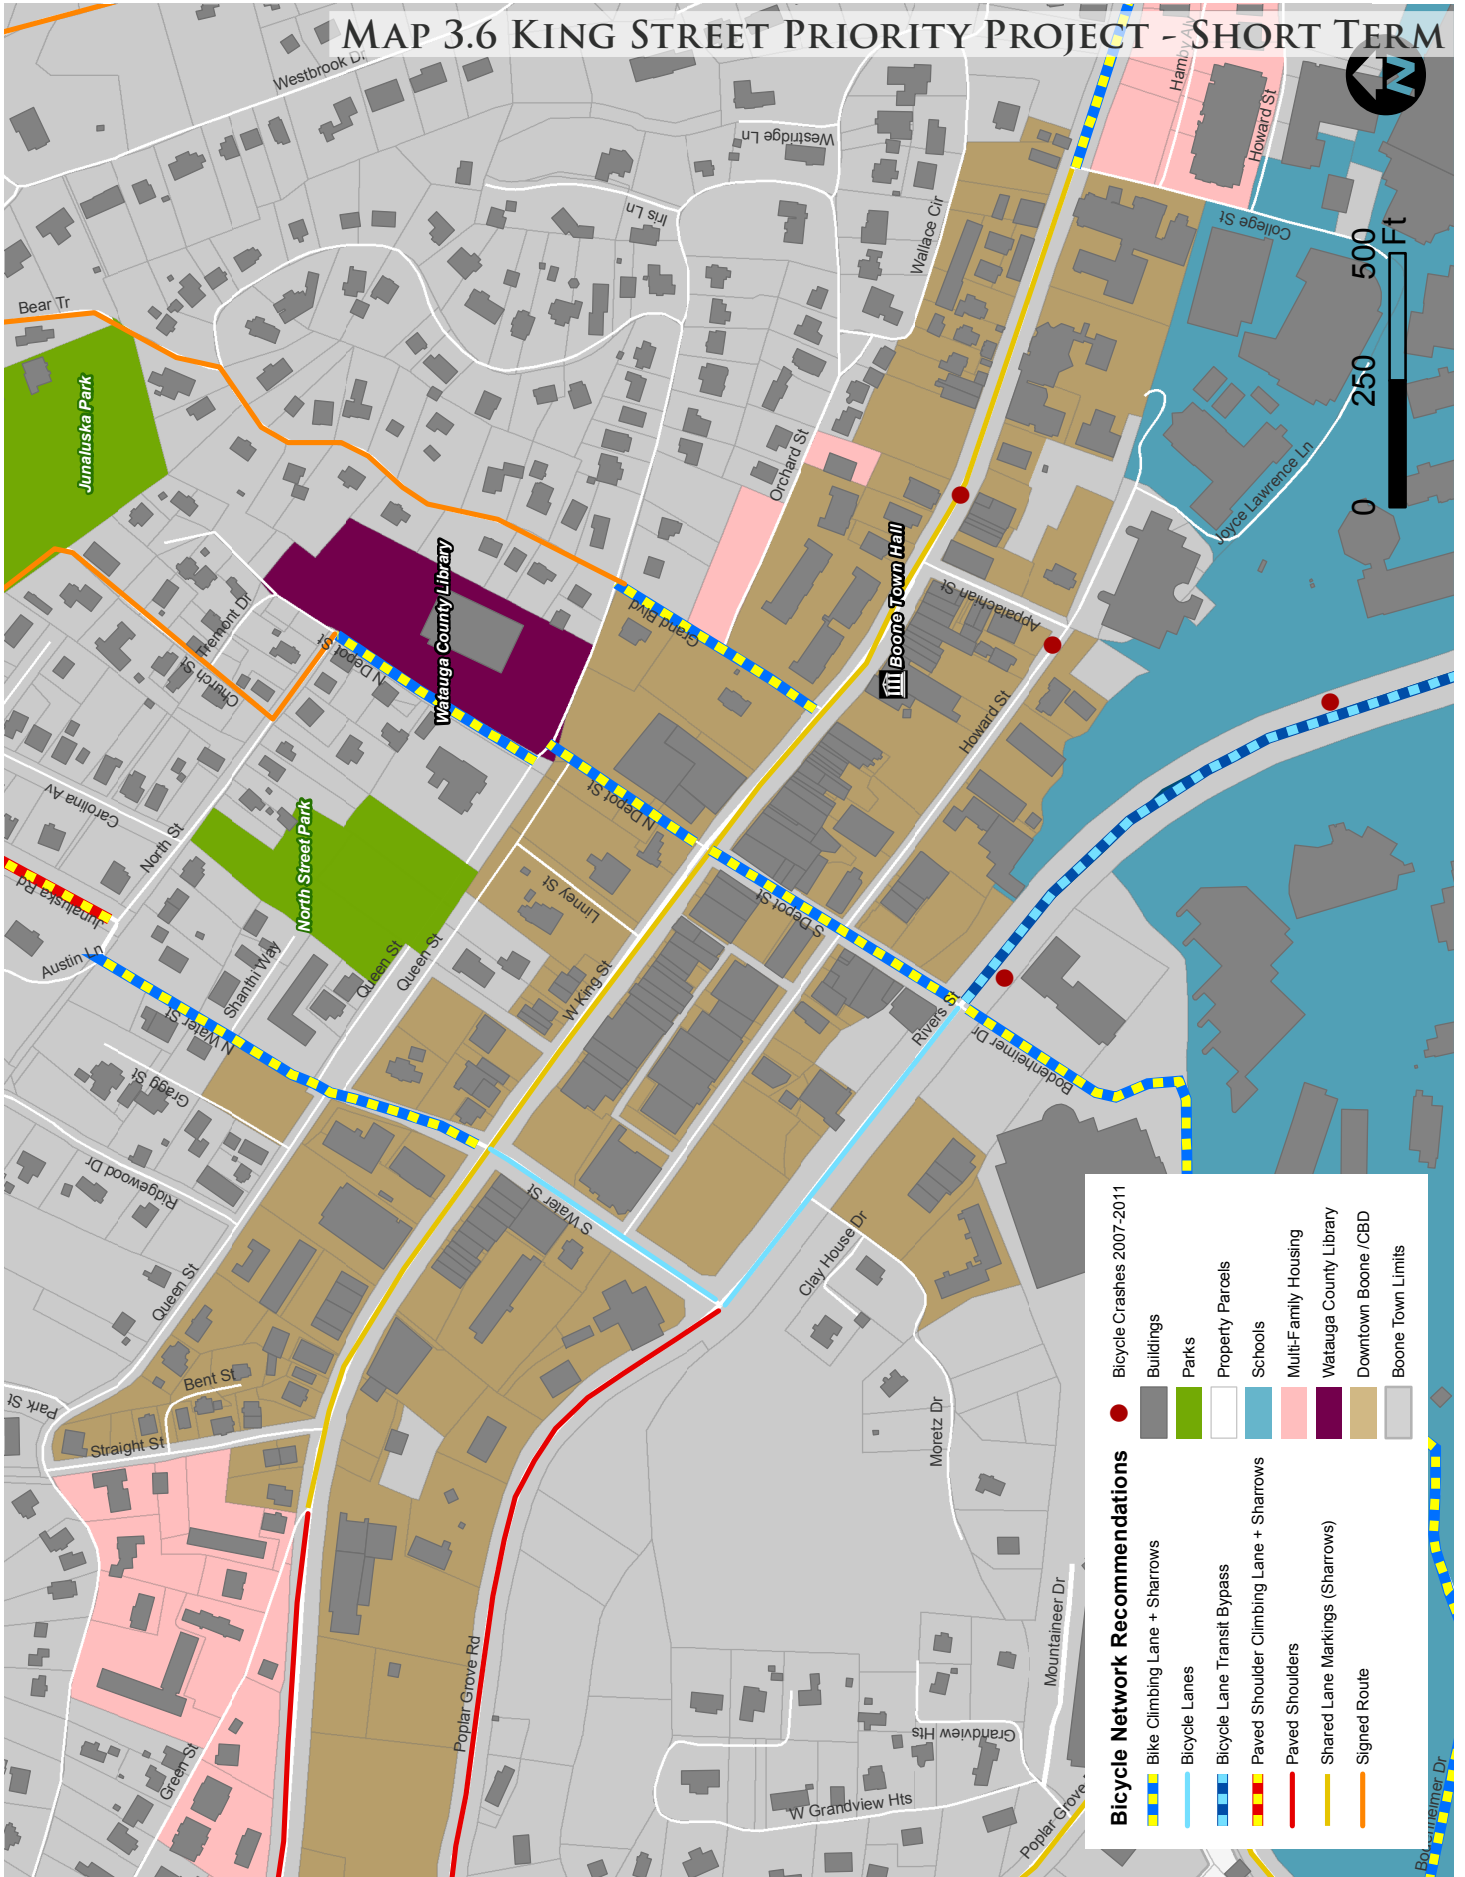 MAP 3.6 KING STREET PRIORITY PROJECT - SHORT TERM
N
Westbrook Dr
Hamby Al
Howard St
Westridge Ln
Iris Ln
Wallace Cir
College St
Bear Tr
Junaluska Park
Orchard St
Joyce Lawrence Ln
0 250 500
Ft
Watauga County Library
Boone Town Hall
Appalachian St
Grand Blvd
Tremont Dr
Church St
N Depot St
Howard St
Carolina Av
North St
North Street Park
N Depot St
Linney St
S Depot St
Junaluska Rd
Austin Ln
Shanthi Way
Queen St
Queen St
W King St
N Water St
Gragg St
Rivers St
Bodenheimer Dr
Ridgewood Dr
S Water St
Clay House Dr
Queen St
Bent St
Park St
Straight St
Moretz Dr
Poplar Grove Rd
Mountaineer Dr
Grandview Hts
W Grandview Hts
Green St
Poplar Grove
Bodenheimer Dr
Bicycle Network Recommendations
Bike Climbing Lane + Sharrows
Bicycle Lanes
Bicycle Lane Transit Bypass
Paved Shoulder Climbing Lane + Sharrows
Paved Shoulders
Shared Lane Markings (Sharrows)
Signed Route
Bicycle Crashes 2007-2011
Buildings
Parks
Property Parcels
Schools
Multi-Family Housing
Watauga County Library
Downtown Boone /CBD
Boone Town Limits